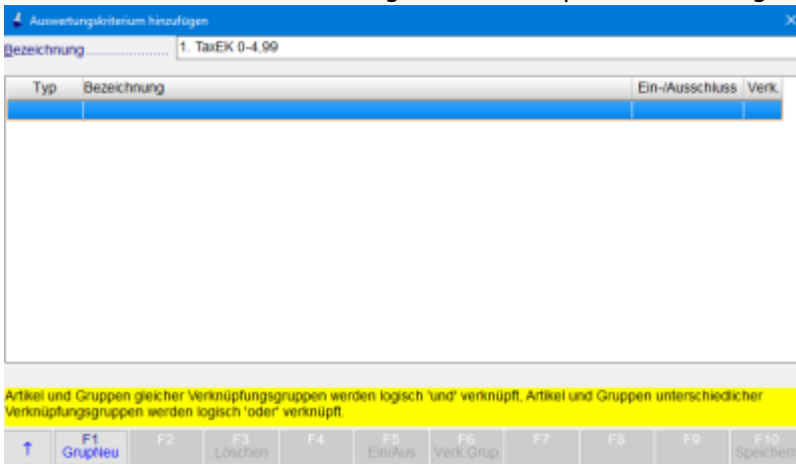 Auswertungskriterium hinzufügen
Bezeichnung 1. TaxEK 0-4,99
Typ Bezeichnung Ein-/Ausschluss Verk.
Artikel und Gruppen gleicher Verknüpfungsgruppen werden logisch 'und' verknüpft, Artikel und Gruppen unterschiedlicher
Verknüpfungsgruppen werden logisch 'oder' verknüpft.
F1 F2 F3 F4 F5 F6 F7 F8 F9 F10
GrupNeu Löschen Ein/Aus Verk.Grup Speichern